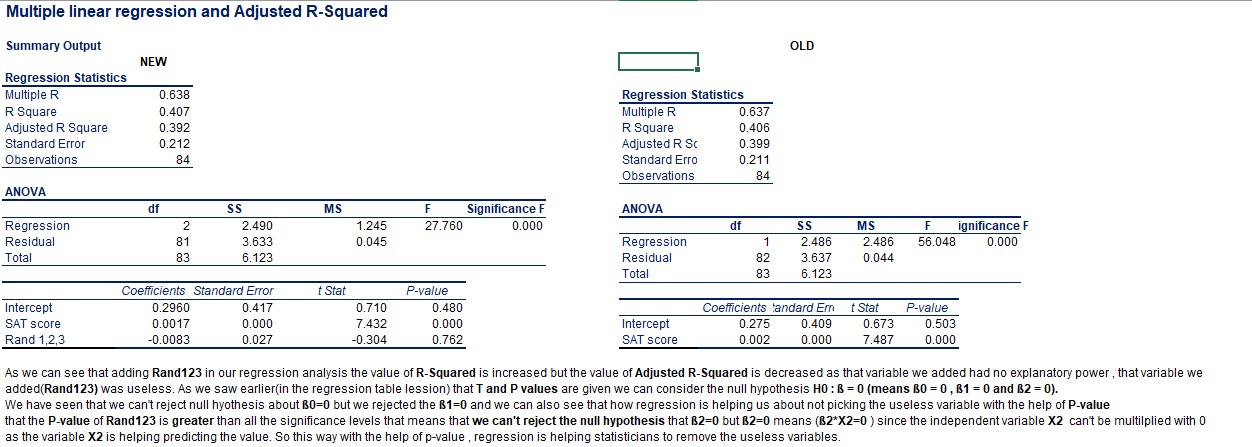 Multiple linear regression and Adjusted R-Squared
Summary Output
OLD
NEW
Regression Statistics
Multiple R 0.638
R Square 0.407
Adjusted R Square 0.392
Standard Error 0.212
Observations 84
ANOVA
df SS MS F Significance F
Regression 2 2.490 1.245 27.760 0.000
Residual 81 3.633 0.045
Total 83 6.123
Coefficients Standard Error t Stat P-value
Intercept 0.2960 0.417 0.710 0.480
SAT score 0.0017 0.000 7.432 0.000
Rand 1,2,3 -0.0083 0.027 -0.304 0.762
Regression Statistics
Multiple R 0.637
R Square 0.406
Adjusted R Sc 0.399
Standard Erro 0.211
Observations 84
ANOVA
df SS MS F ignificance F
Regression 1 2.486 2.486 56.048 0.000
Residual 82 3.637 0.044
Total 83 6.123
Coefficients andard Erro t Stat P-value
Intercept 0.275 0.409 0.673 0.503
SAT score 0.002 0.000 7.487 0.000
As we can see that adding Rand123 in our regression analysis the value of R-Squared is increased but the value of Adjusted R-Squared is decreased as that variable we added had no explanatory power , that variable we
added(Rand123) was useless. As we saw earlier(in the regression table lession) that T and P values are given we can consider the null hypothesis H0 : ß = 0 (means ß0 = 0 , ß1 = 0 and ß2 = 0).
We have seen that we can't reject null hyothesis about ß0=0 but we rejected the ß1=0 and we can also see that how regression is helping us about not picking the useless variable with the help of P-value
that the P-value of Rand123 is greater than all the significance levels that means that we can't reject the null hypothesis that ß2=0 but ß2=0 means (ß2*X2=0 ) since the independent variable X2 can't be multilplied with 0
as the variable X2 is helping predicting the value. So this way with the help of p-value , regression is helping statisticians to remove the useless variables.